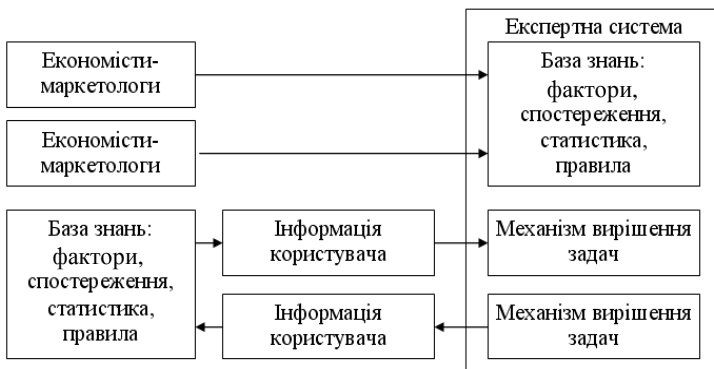 Експертна система
Економісти-
маркетологи
База знань:
фактори,
спостереження,
статистика,
правила
Економісти-
маркетологи
База знань:
фактори,
спостереження,
статистика,
правила
Інформація
користувача
Механізм вирішення
задач
Інформація
користувача
Механізм вирішення
задач